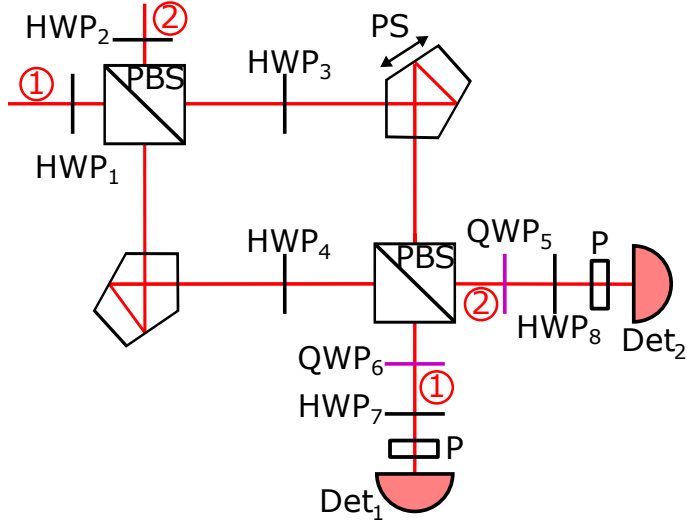 ②
HWP₂
PS
①
PBS
HWP₃
HWP₁
HWP₄
QWP₅
P
PBS
②
HWP₈
Det₂
QWP₆
①
HWP₇
P
Det₁